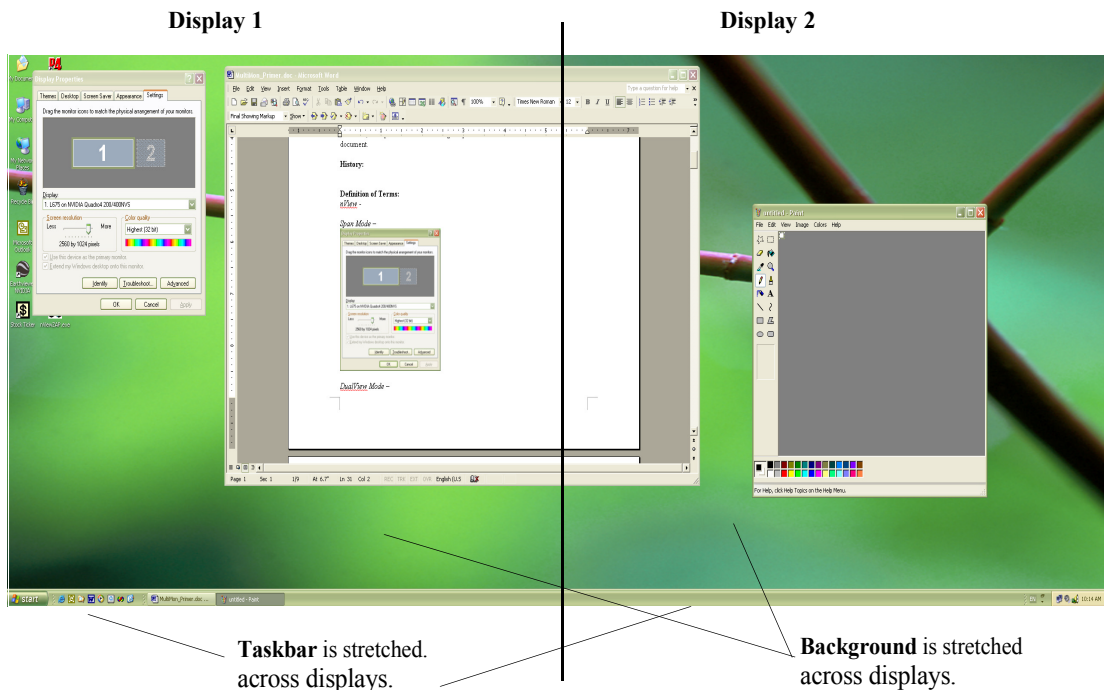 Display 1
Display 2
Display Properties
Themes Desktop Screen Saver Appearance Settings
Drag the monitor icons to match the physical arrangement of your monitors.
1 2
Display:
1. L675 on NVIDIA Quadro4 200/400NVS
Screen resolution
Color quality
Less More
Highest (32 bit)
2560 by 1024 pixels
Use this device as the primary monitor.
Extend my Windows desktop onto this monitor.
Identify Troubleshoot... Advanced
OK Cancel Apply
MultiMon_Primer.doc - Microsoft Word
File Edit View Insert Format Tools Table Window Help
Type a question for help
100% Times New Roman 12 B I U
Final Showing Markup Show
document.
History:
Definition of Terms:
nView -
Span Mode –
1 2
DualView Mode –
Page 1 Sec 1 1/9 At 6.7" Ln 31 Col 2 REC TRK EXT OVR English (U.S
untitled - Paint
File Edit View Image Colors Help
For Help, click Help Topics on the Help Menu.
start
MultiMon_Primer.doc ...
untitled - Paint
10:14 AM
Taskbar is stretched.
across displays.
Background is stretched
across displays.